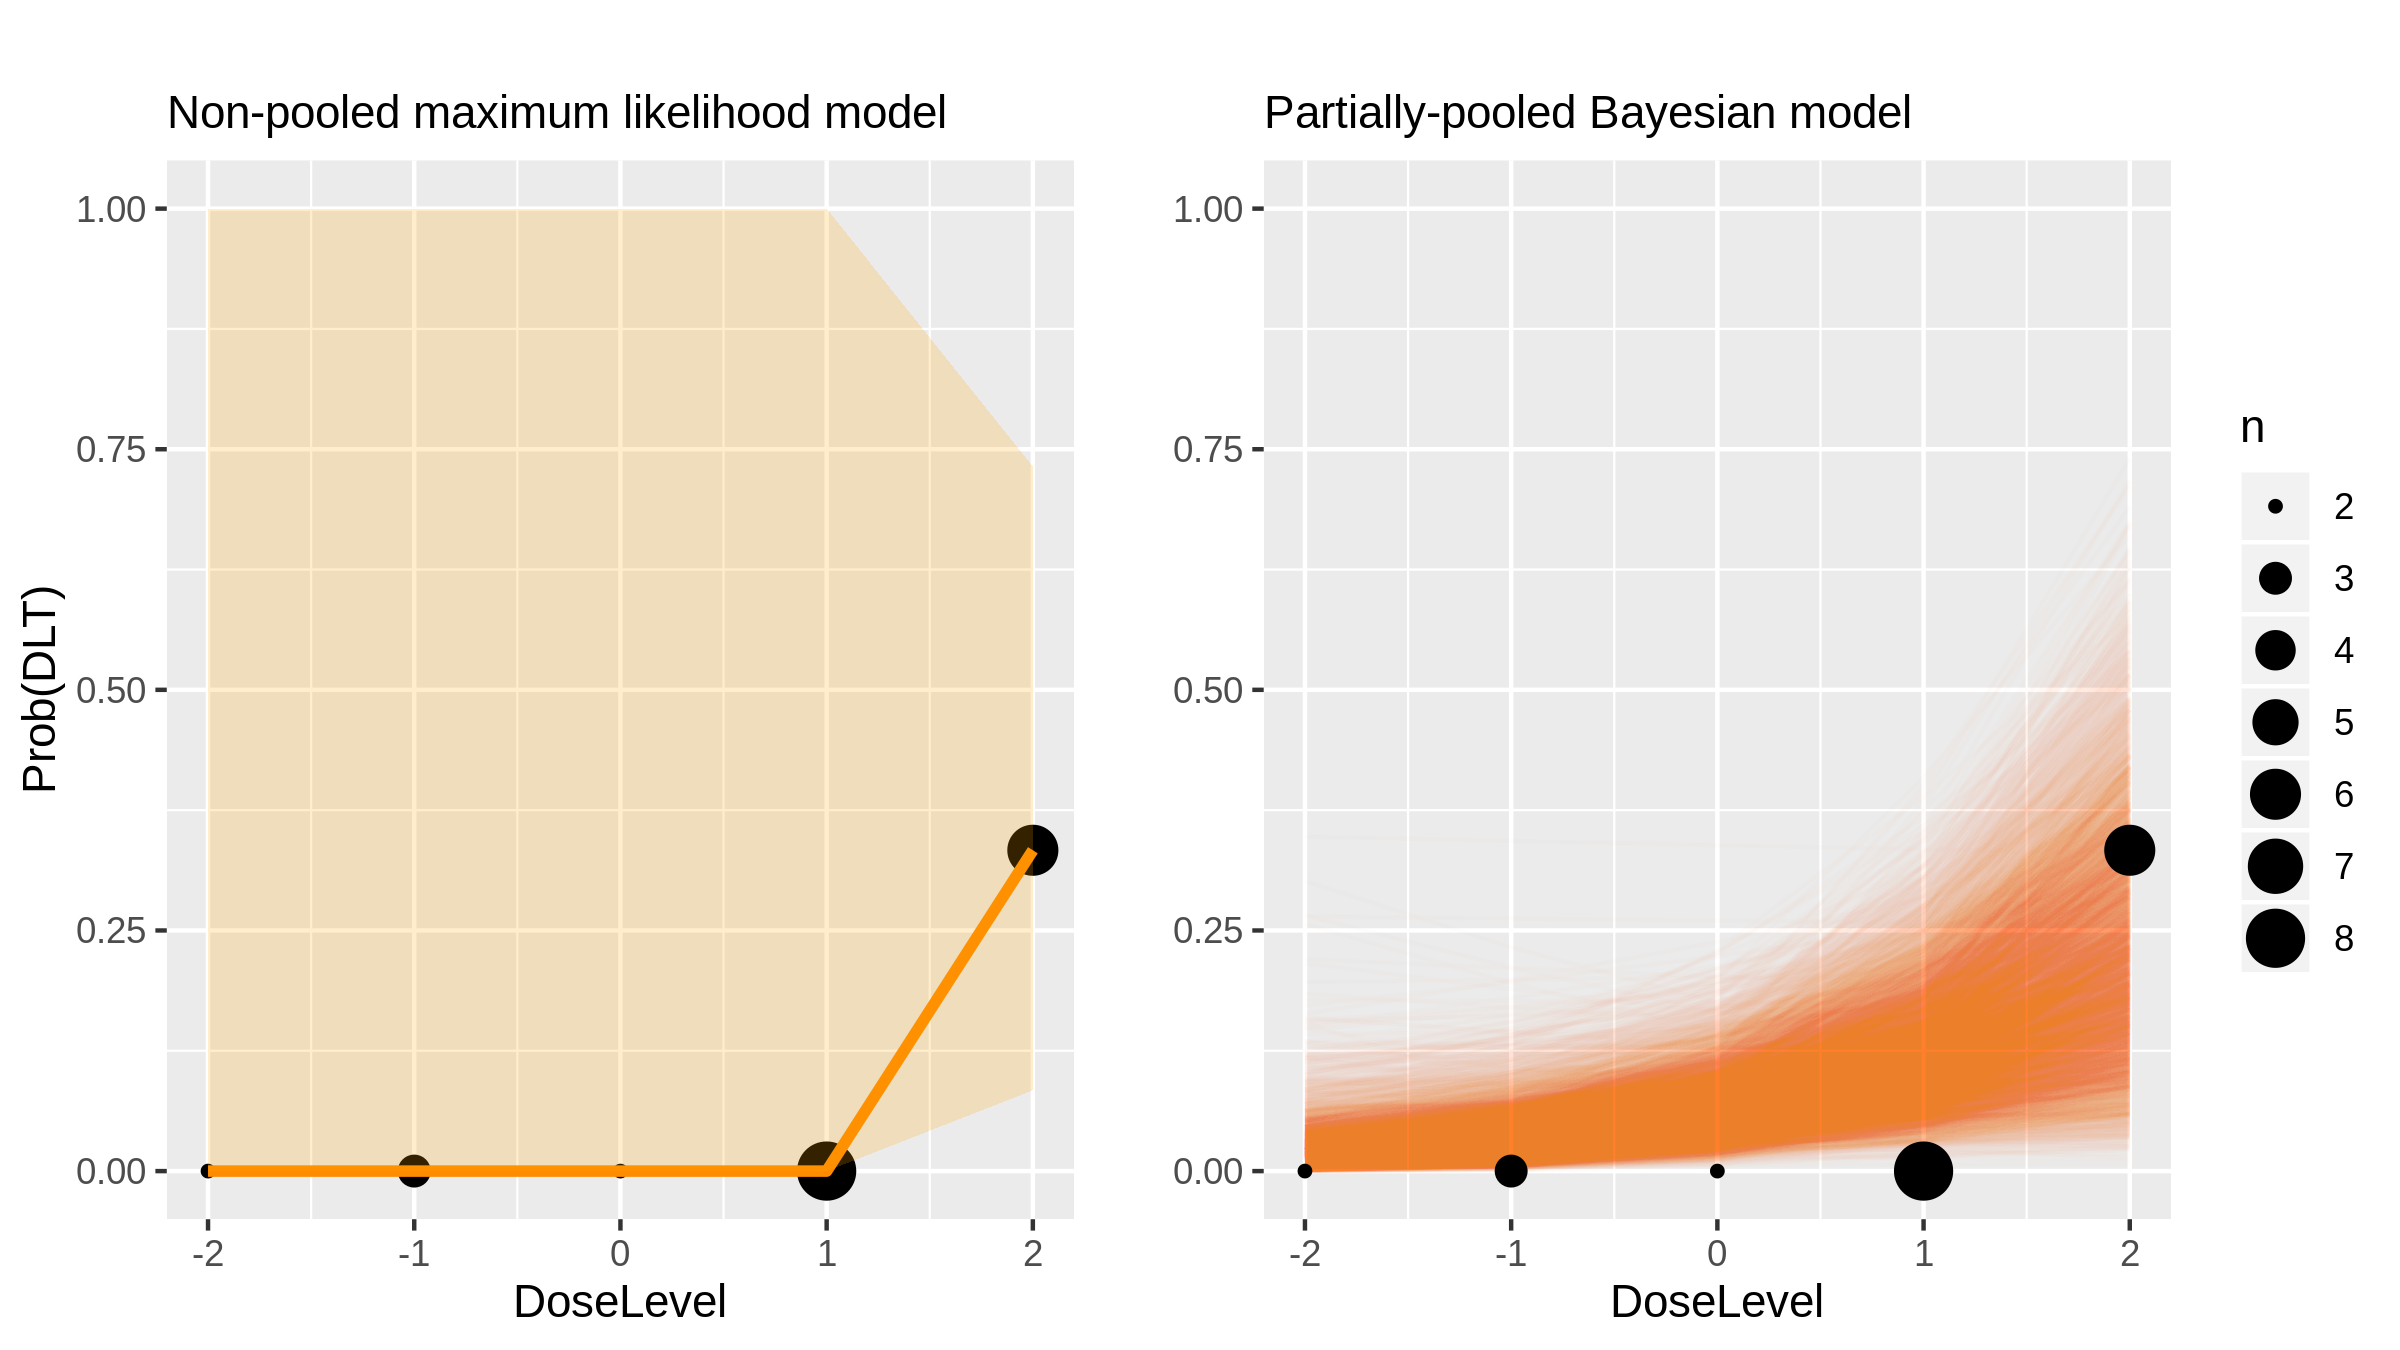 Non-pooled maximum likelihood model
Prob(DLT)
1.00
0.75
0.50
0.25
0.00
-2 -1 0 1 2
DoseLevel
Partially-pooled Bayesian model
1.00
0.75
0.50
0.25
0.00
-2 -1 0 1 2
DoseLevel
n
2
3
4
5
6
7
8